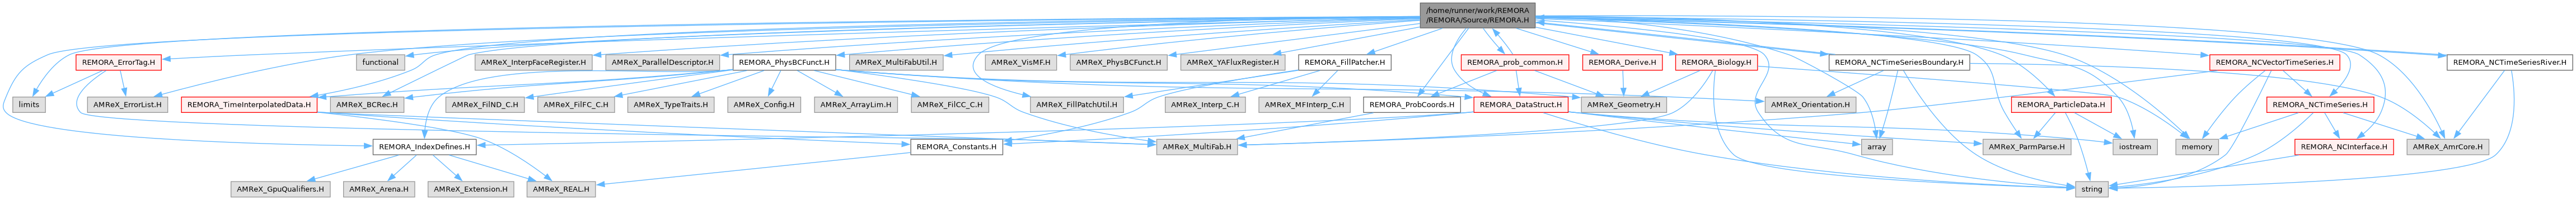 /home/runner/work/REMORA
/REMORA/Source/REMORA.H
REMORA_ErrorTag.H
functional
AMReX_InterpFaceRegister.H
AMReX_ParallelDescriptor.H
REMORA_PhysBCFunct.H
AMReX_MultiFabUtil.H
AMReX_VisMF.H
AMReX_PhysBCFunct.H
AMReX_YAFluxRegister.H
REMORA_FillPatcher.H
REMORA_prob_common.H
REMORA_Derive.H
REMORA_Biology.H
REMORA_NCTimeSeriesBoundary.H
REMORA_NCVectorTimeSeries.H
REMORA_NCTimeSeriesRiver.H
limits
AMReX_ErrorList.H
REMORA_TimeInterpolatedData.H
AMReX_BCRec.H
AMReX_FilND_C.H
AMReX_FilFC_C.H
AMReX_TypeTraits.H
AMReX_Config.H
AMReX_ArrayLim.H
AMReX_FilCC_C.H
AMReX_FillPatchUtil.H
AMReX_Interp_C.H
AMReX_MFInterp_C.H
REMORA_ProbCoords.H
REMORA_DataStruct.H
AMReX_Geometry.H
AMReX_Orientation.H
REMORA_ParticleData.H
REMORA_NCTimeSeries.H
REMORA_IndexDefines.H
REMORA_Constants.H
AMReX_MultiFab.H
array
AMReX_ParmParse.H
iostream
memory
REMORA_NCInterface.H
AMReX_AmrCore.H
AMReX_GpuQualifiers.H
AMReX_Arena.H
AMReX_Extension.H
AMReX_REAL.H
string